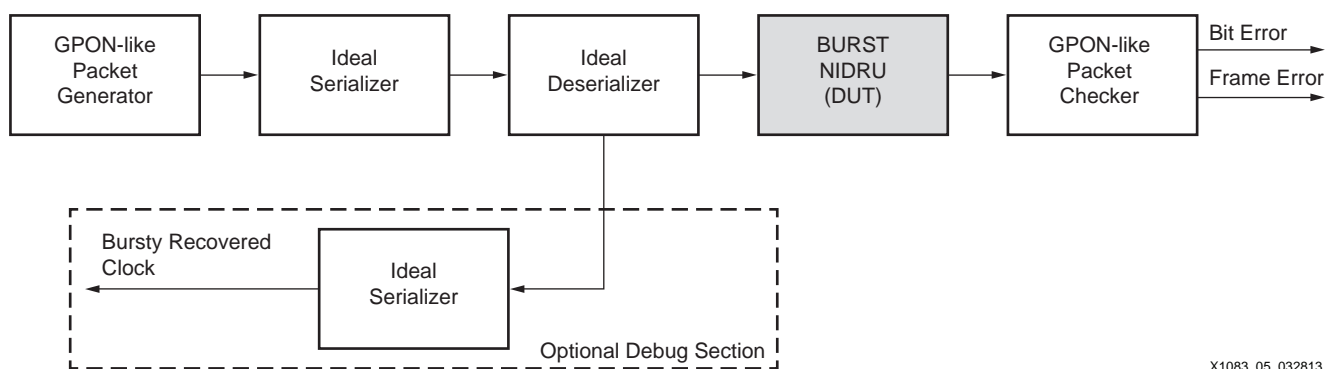 GPON-like
Packet
Generator
Ideal
Serializer
Ideal
Deserializer
BURST
NIDRU
(DUT)
GPON-like
Packet
Checker
Bit Error
Frame Error
Bursty Recovered
Clock
Ideal
Serializer
Optional Debug Section
X1083_05_032813